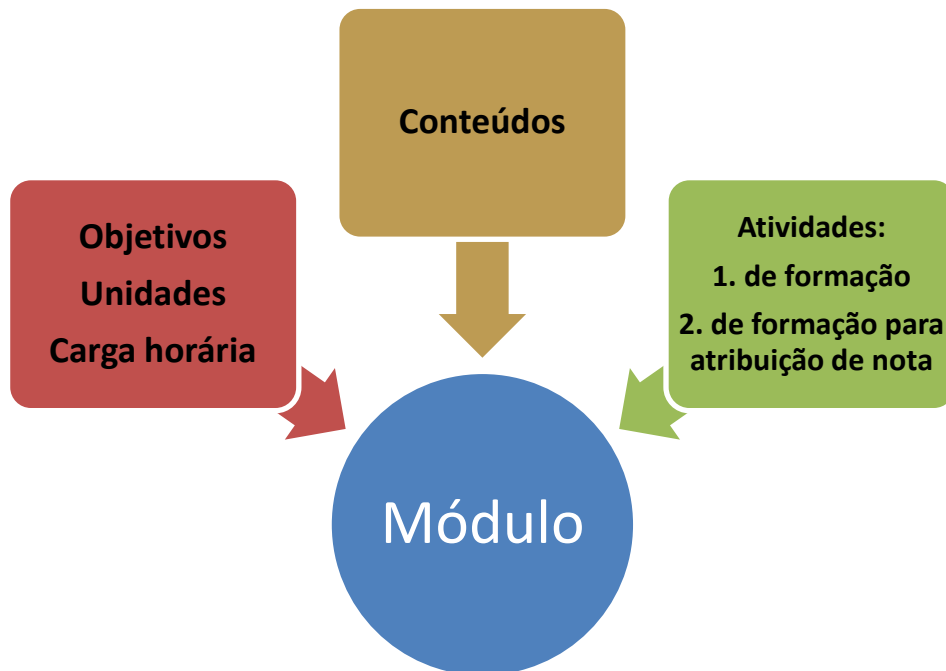 Conteúdos
Objetivos
Unidades
Carga horária
Atividades:
1. de formação
2. de formação para
atribuição de nota
Módulo